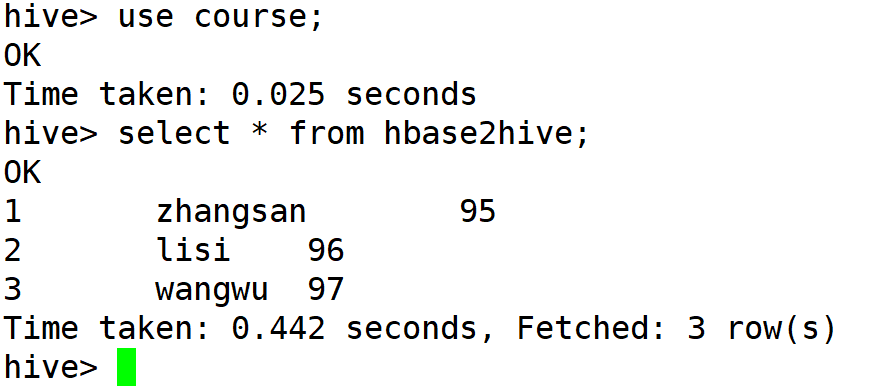 hive> use course;
OK
Time taken: 0.025 seconds
hive> select * from hbase2hive;
OK
1       zhangsan        95
2       lisi    96
3       wangwu  97
Time taken: 0.442 seconds, Fetched: 3 row(s)
hive>